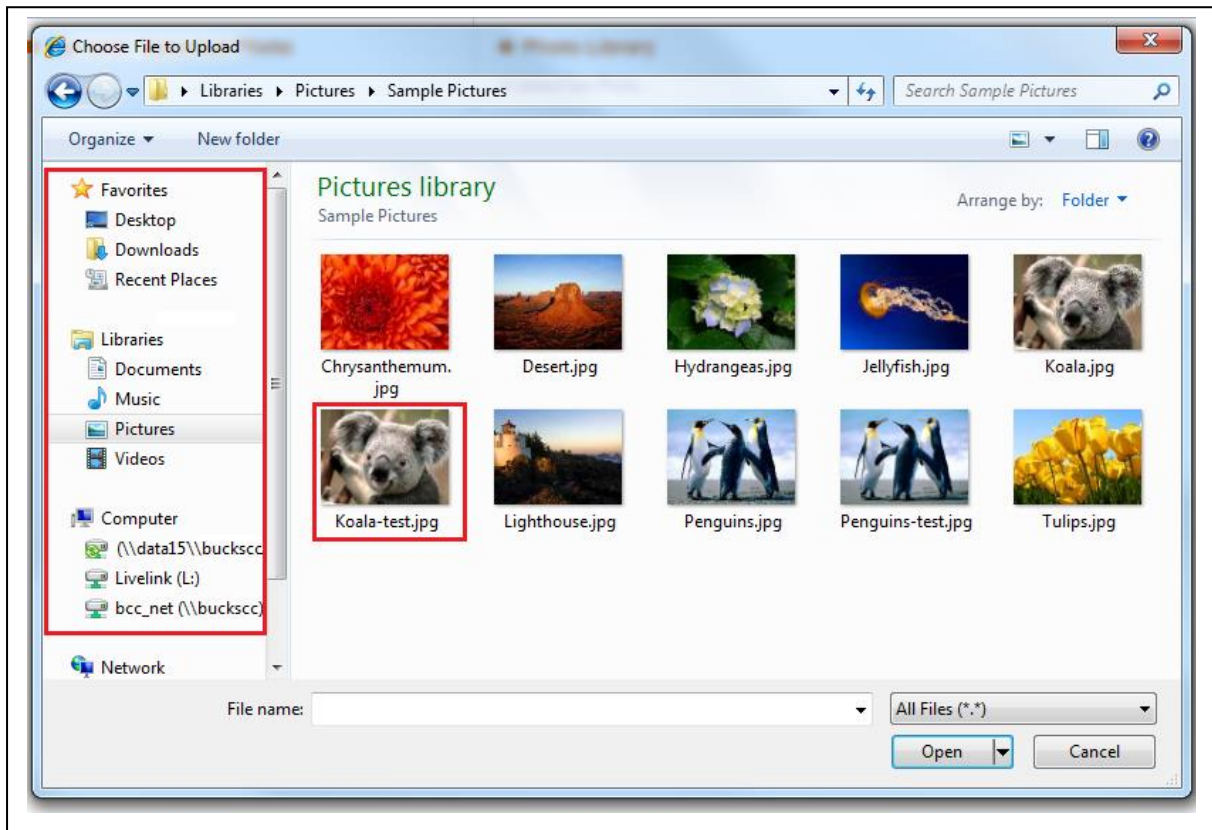 Choose File to Upload
Libraries ▸ Pictures ▸ Sample Pictures
Search Sample Pictures
Organize
New folder
Favorites
Desktop
Downloads
Recent Places
Libraries
Documents
Music
Pictures
Videos
Computer
(\\data15\\buckscc
Livelink (L:)
bcc_net (\\buckscc)
Network
Pictures library
Sample Pictures
Arrange by: Folder
Chrysanthemum.
jpg
Desert.jpg
Hydrangeas.jpg
Jellyfish.jpg
Koala.jpg
Koala-test.jpg
Lighthouse.jpg
Penguins.jpg
Penguins-test.jpg
Tulips.jpg
File name:
All Files (*.*)
Open
Cancel